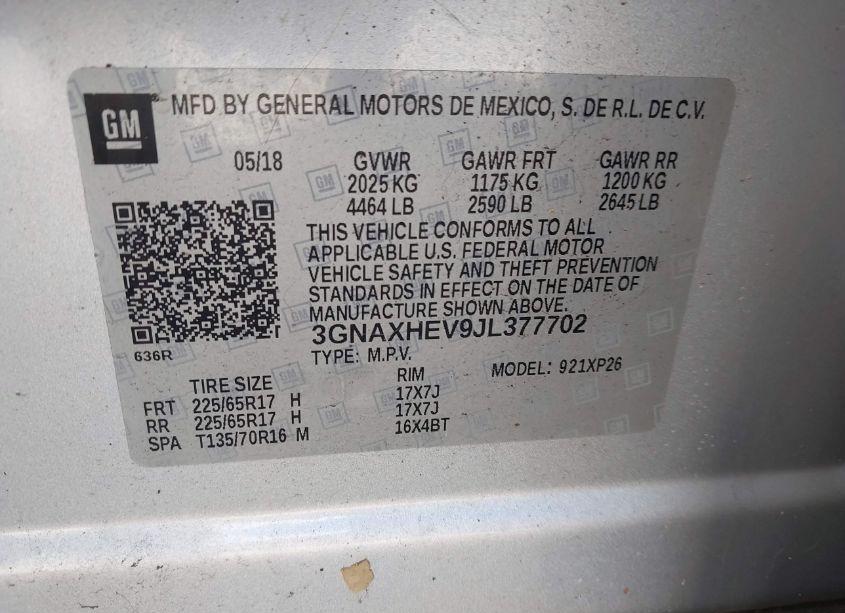 GM MFD BY GENERAL MOTORS DE MEXICO, S. DE R.L. DE C.V.
05/18 GVWR GAWR FRT GAWR RR
2025 KG 1175 KG 1200 KG
4464 LB 2590 LB 2645 LB
THIS VEHICLE CONFORMS TO ALL
APPLICABLE U.S. FEDERAL MOTOR
VEHICLE SAFETY AND THEFT PREVENTION
STANDARDS IN EFFECT ON THE DATE OF
MANUFACTURE SHOWN ABOVE.
3GNAXHEV9JL377702
636R
TYPE: M.P.V. MODEL: 921XP26
TIRE SIZE RIM
FRT 225/65R17 H 17X7J
RR 225/65R17 H 17X7J
SPA T135/70R16 M 16X4BT